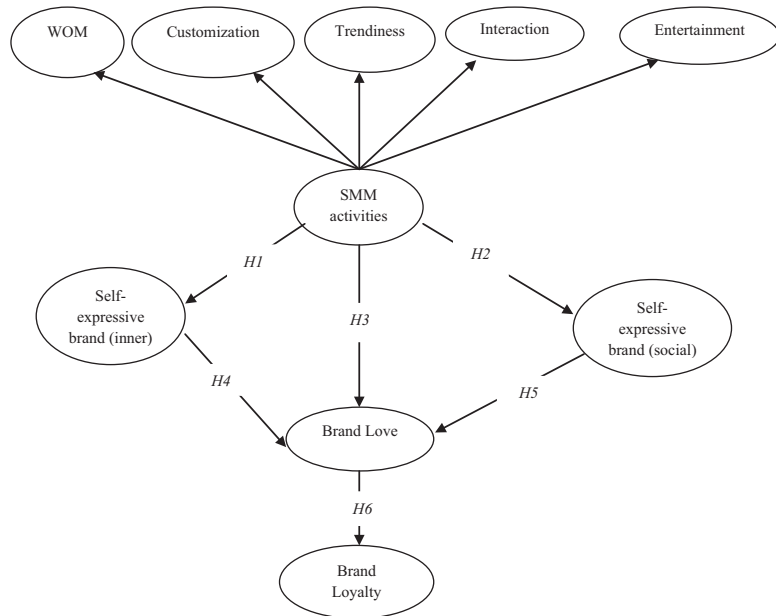 WOM
Customization
Trendiness
Interaction
Entertainment
SMM
activities
H1
H2
Self-
expressive
brand (inner)
H3
Self-
expressive
brand (social)
H4
H5
Brand Love
H6
Brand
Loyalty